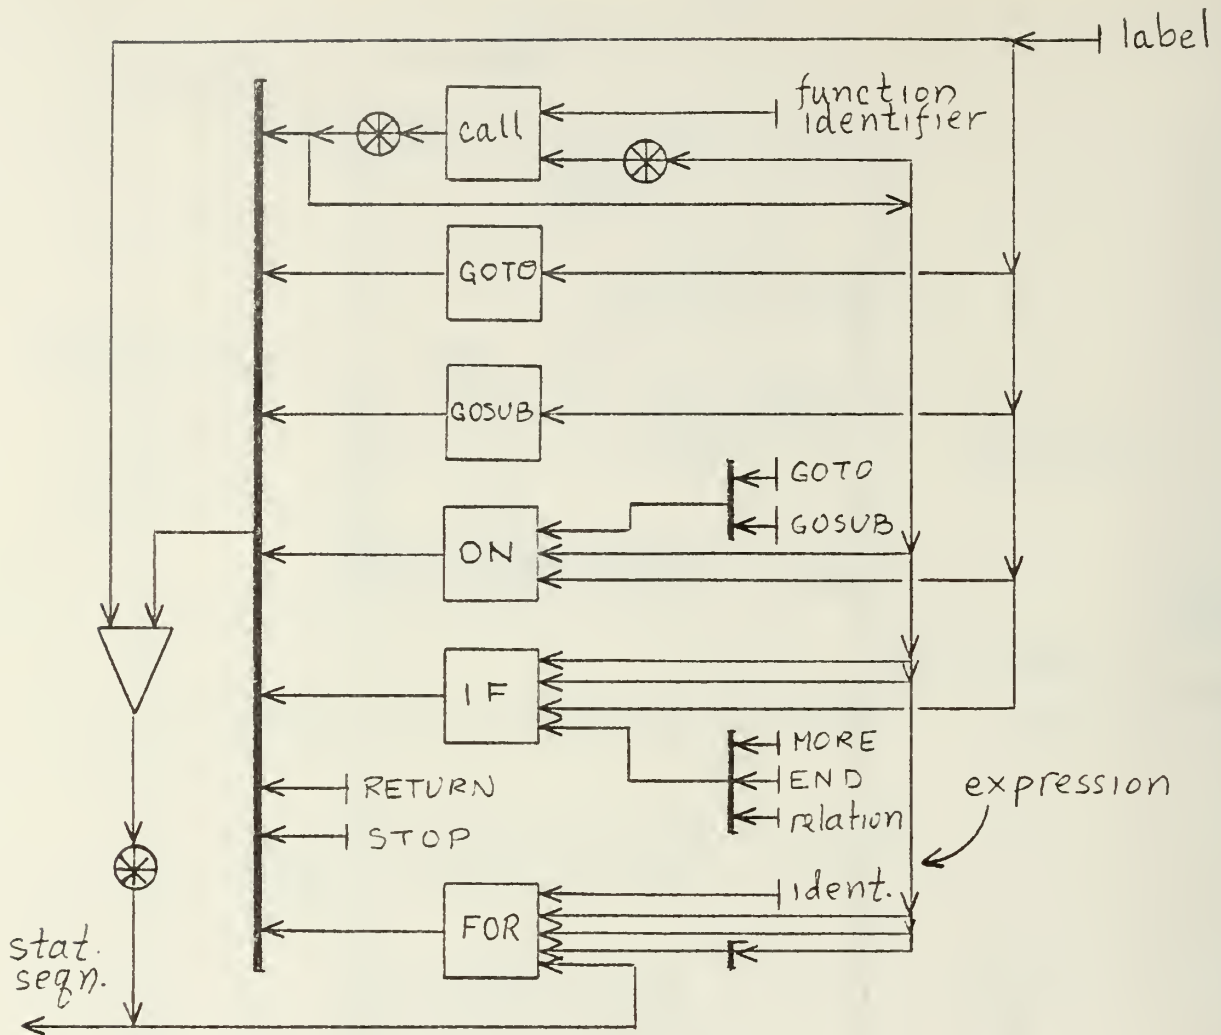 label
function
identifier
call
GOTO
GOSUB
GOTO
GOSUB
ON
IF
MORE
END
relation
expression
RETURN
STOP
ident.
FOR
stat.
seqn.